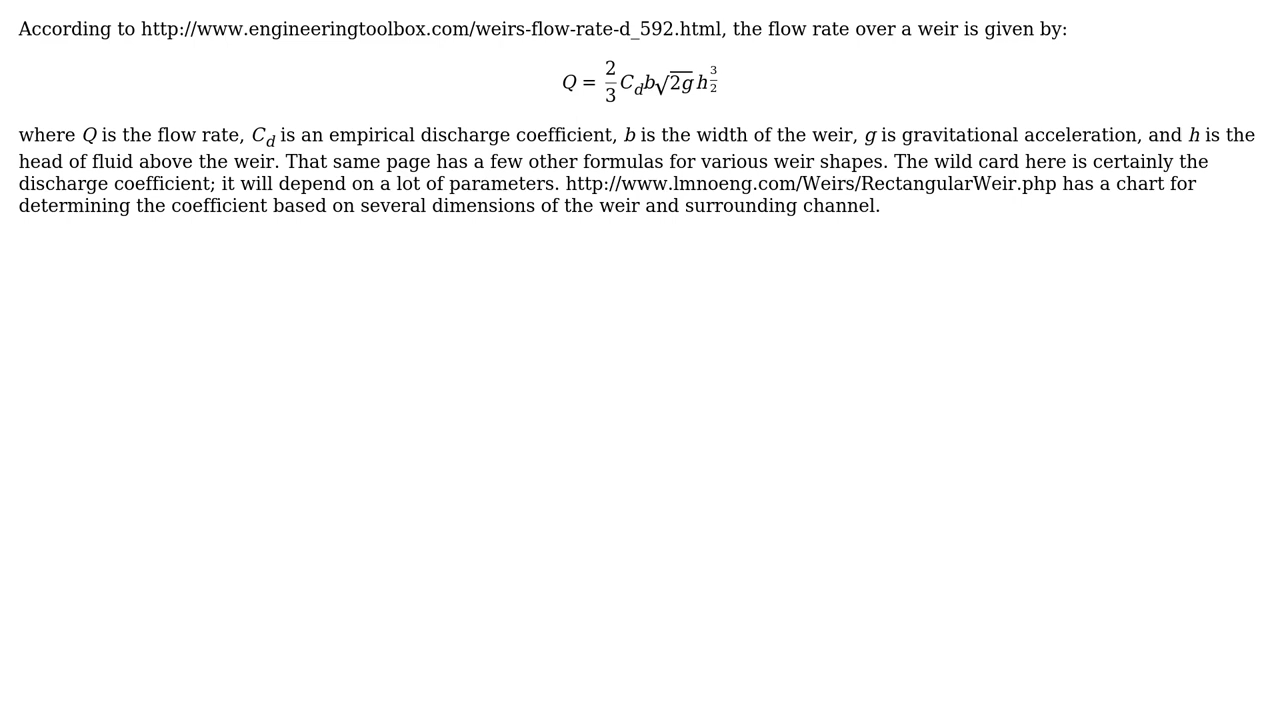 According to http://www.engineeringtoolbox.com/weirs-flow-rate-d_592.html, the flow rate over a weir is given by:
Q = \frac{2}{3} C_d b \sqrt{2g} h^{\frac{3}{2}}
where Q is the flow rate, C_d is an empirical discharge coefficient, b is the width of the weir, g is gravitational acceleration, and h is the
head of fluid above the weir. That same page has a few other formulas for various weir shapes. The wild card here is certainly the
discharge coefficient; it will depend on a lot of parameters. http://www.lmnoeng.com/Weirs/RectangularWeir.php has a chart for
determining the coefficient based on several dimensions of the weir and surrounding channel.